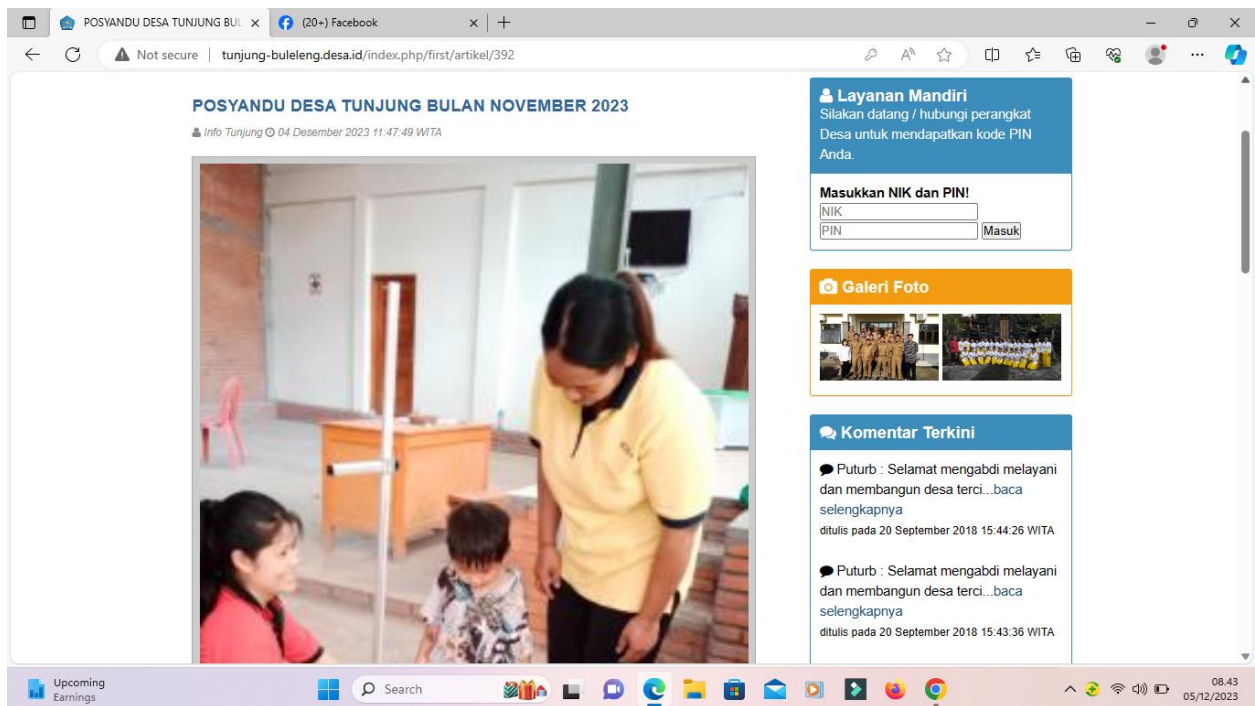 POSYANDU DESA TUNJUNG BUL
(20+) Facebook
Not secure
tunjung-buleleng.desa.id/index.php/first/artikel/392
POSYANDU DESA TUNJUNG BULAN NOVEMBER 2023
Info Tunjung 04 Desember 2023 11:47:49 WITA
Layanan Mandiri
Silakan datang / hubungi perangkat
Desa untuk mendapatkan kode PIN
Anda.
Masukkan NIK dan PIN!
NIK
PIN
Masuk
Galeri Foto
Komentar Terkini
Puturb : Selamat mengabdi melayani
dan membangun desa terci...baca
selengkapnya
ditulis pada 20 September 2018 15:44:26 WITA
Puturb : Selamat mengabdi melayani
dan membangun desa terci...baca
selengkapnya
ditulis pada 20 September 2018 15:43:36 WITA
Upcoming
Earnings
Search
08.43
05/12/2023